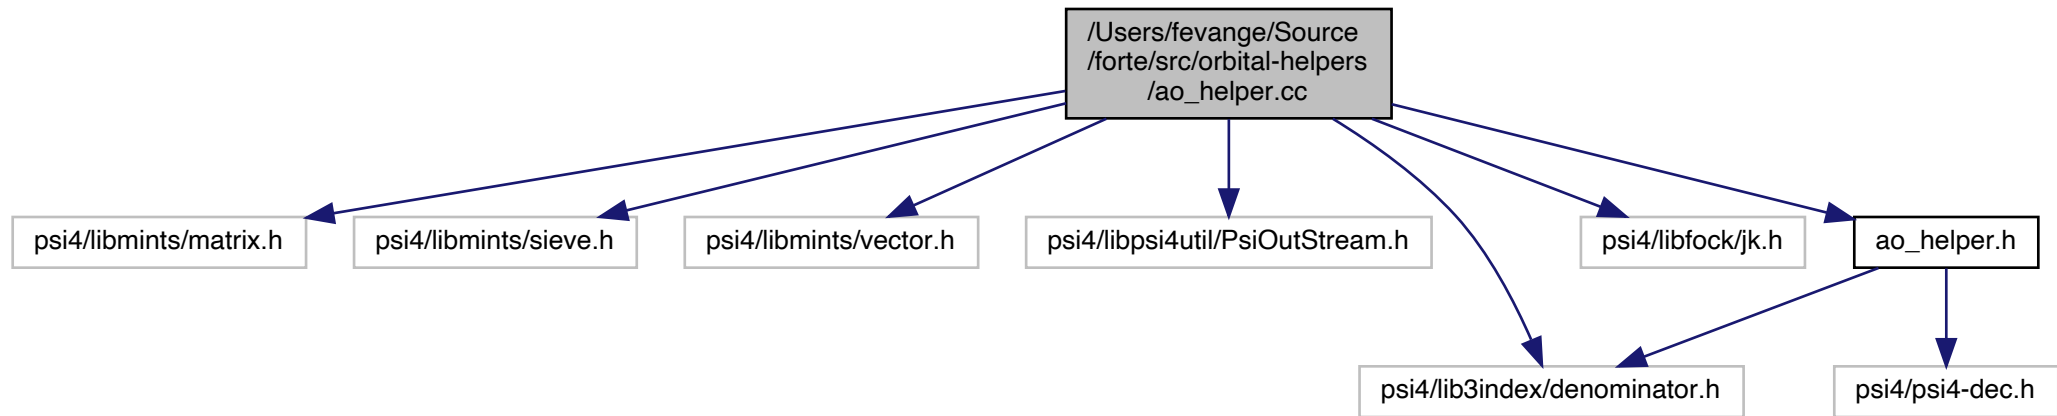 /Users/fevange/Source
/forte/src/orbital-helpers
/ao_helper.cc
psi4/libmints/matrix.h
psi4/libmints/sieve.h
psi4/libmints/vector.h
psi4/libpsi4util/PsiOutStream.h
psi4/libfock/jk.h
ao_helper.h
psi4/lib3index/denominator.h
psi4/psi4-dec.h